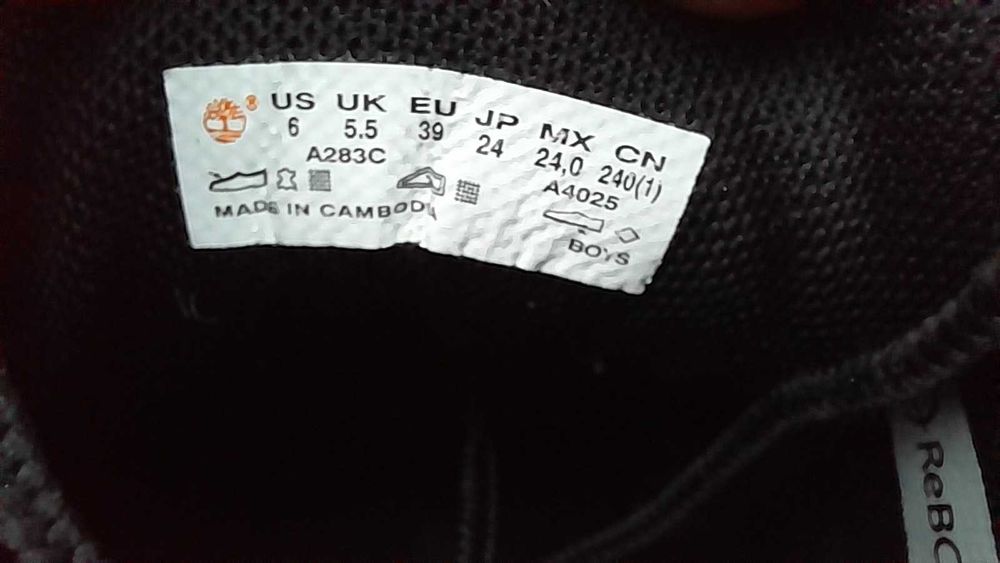 ® US UK EU JP MX CN
6 5.5 39 24 24,0 240(1)
A283C A4025
MADE IN CAMBODIA
BOYS